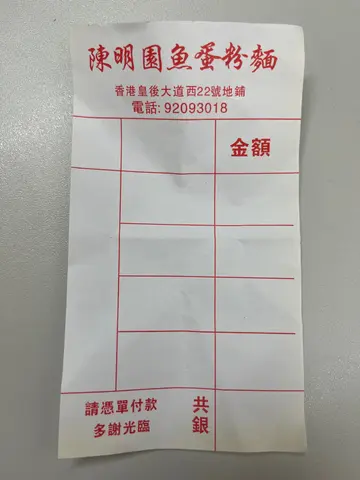 陳明園魚蛋粉麵
香港皇後大道西22號地鋪
電話: 92093018
金額
請憑單付款
多謝光臨
共銀